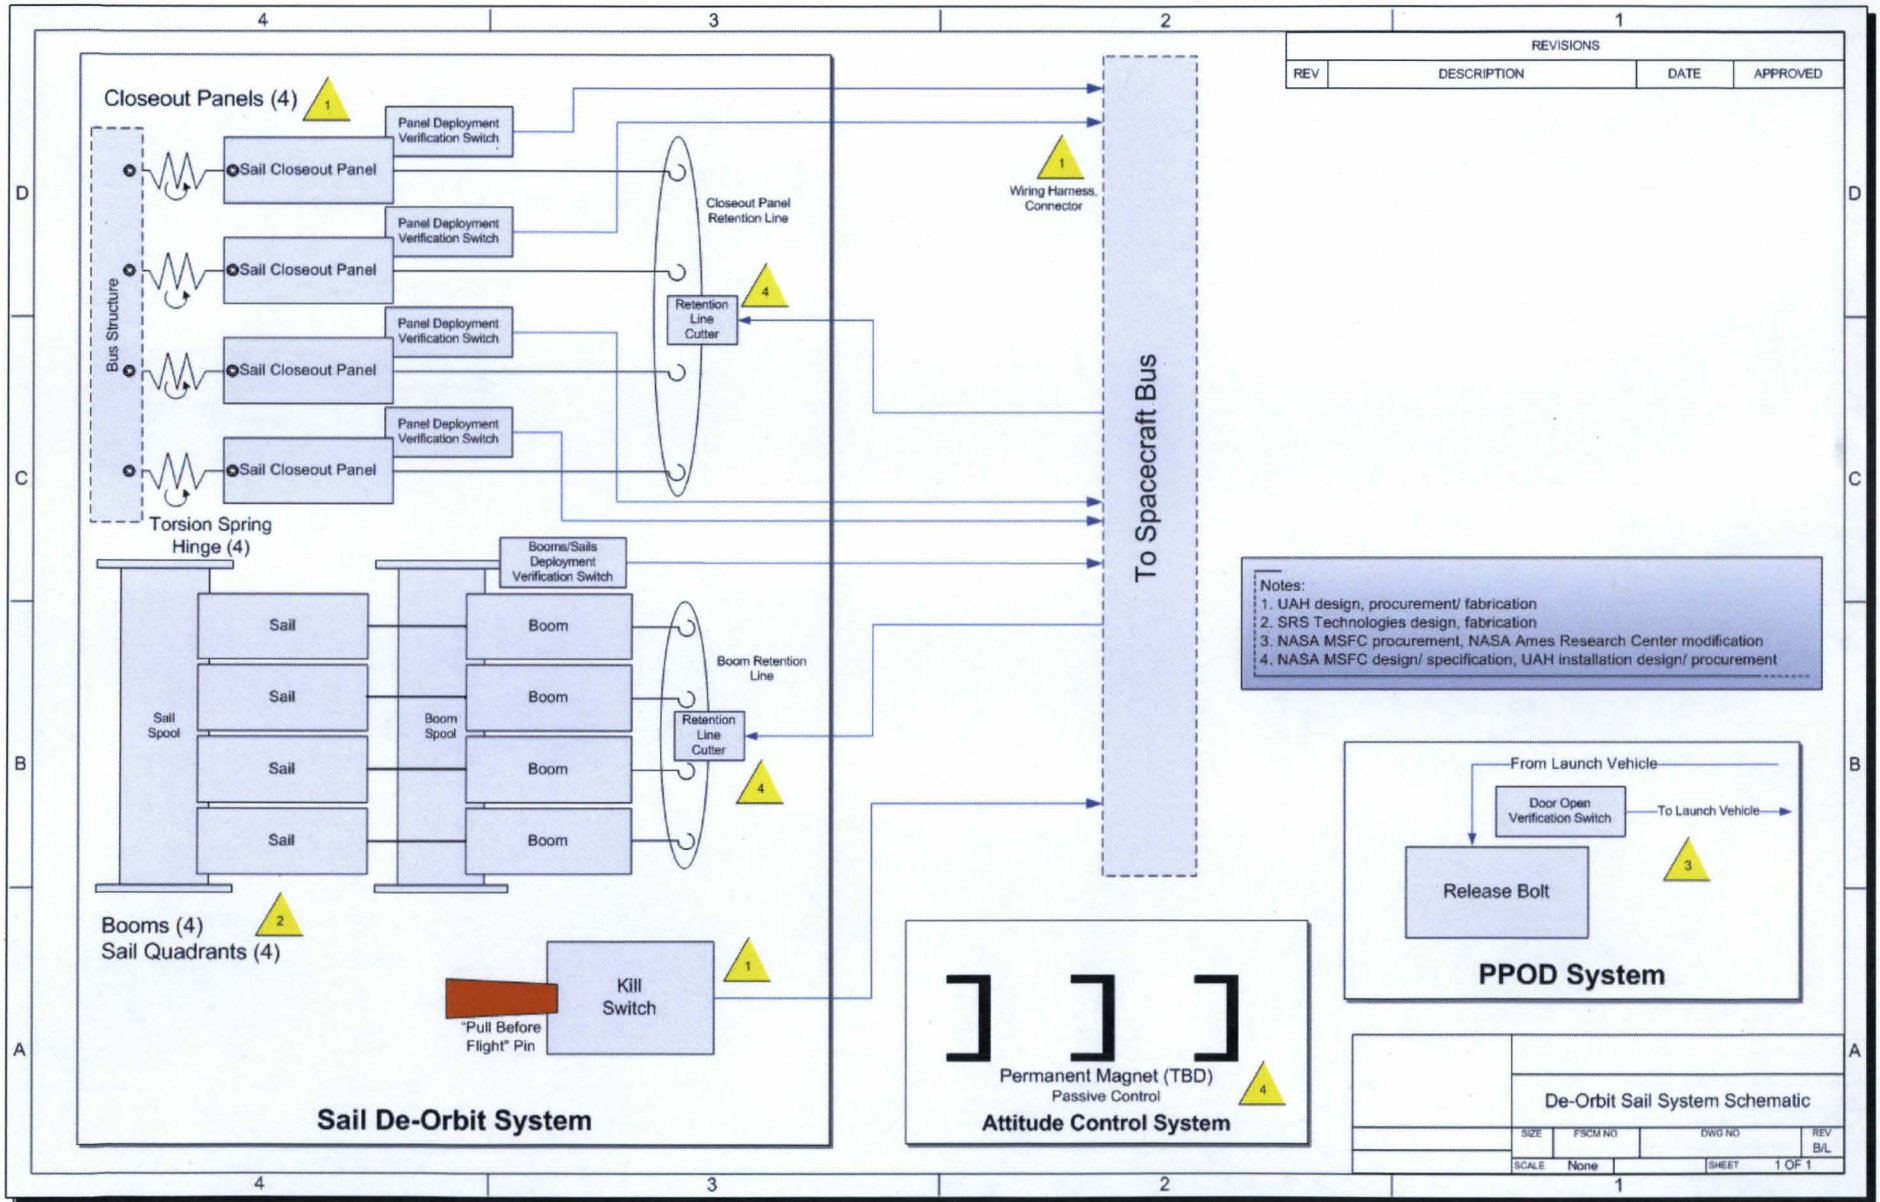 4
3
2
1
REVISIONS
REV
DESCRIPTION
DATE
APPROVED
D
D
C
C
B
B
A
A
Closeout Panels (4)
1
Panel Deployment
Verification Switch
Sail Closeout Panel
Panel Deployment
Verification Switch
Sail Closeout Panel
Panel Deployment
Verification Switch
Sail Closeout Panel
Panel Deployment
Verification Switch
Sail Closeout Panel
Bus Structure
Torsion Spring
Hinge (4)
Closeout Panel
Retention Line
4
Retention
Line
Cutter
1
Wiring Harness,
Connector
To Spacecraft Bus
Booms/Sails
Deployment
Verification Switch
Sail
Sail
Sail
Sail
Sail
Spool
Boom
Spool
Boom
Boom
Boom
Boom
Boom Retention
Line
Retention
Line
Cutter
4
Booms (4)
Sail Quadrants (4)
2
Kill
Switch
1
"Pull Before
Flight" Pin
Sail De-Orbit System
Notes:
1. UAH design, procurement/ fabrication
2. SRS Technologies design, fabrication
3. NASA MSFC procurement, NASA Ames Research Center modification
4. NASA MSFC design/ specification, UAH installation design/ procurement
From Launch Vehicle
Door Open
Verification Switch
To Launch Vehicle
3
Release Bolt
PPOD System
Permanent Magnet (TBD)
Passive Control
4
Attitude Control System
De-Orbit Sail System Schematic
SIZE
FSCM NO
DWG NO
REV
B/L
SCALE
None
SHEET
1 OF 1
4
3
2
1